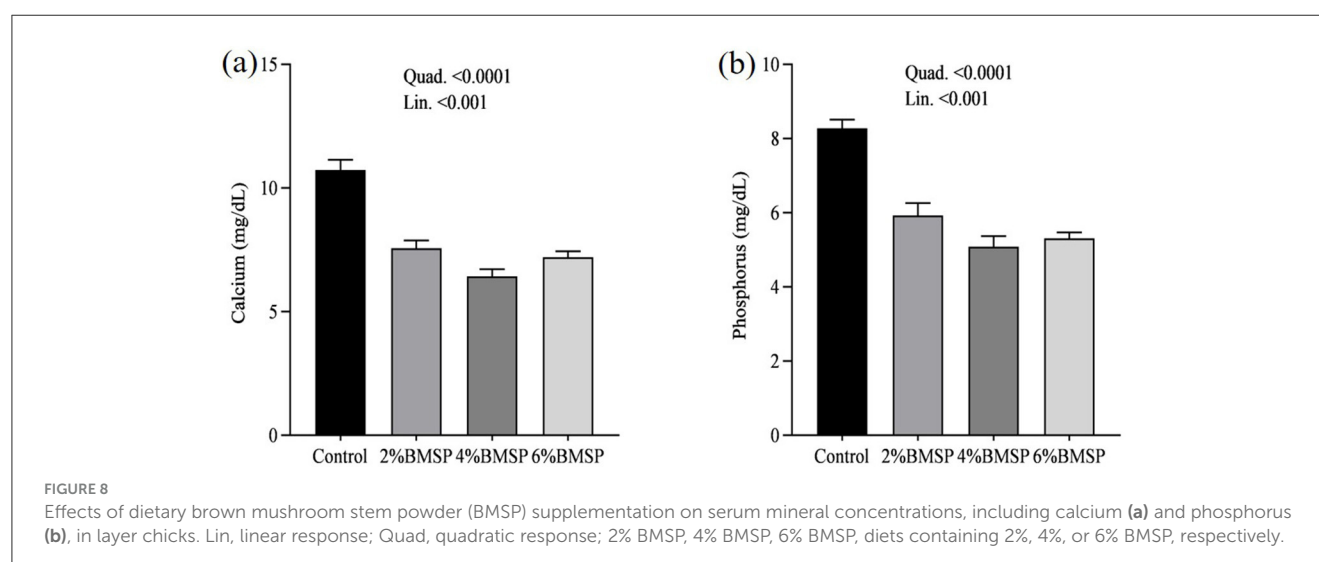 (a)
Quad. <0.0001
Lin. <0.001
Calcium (mg/dL)
15
10
5
0
Control 2%BMSP 4%BMSP 6%BMSP
(b)
Quad. <0.0001
Lin. <0.001
Phosphorus (mg/dL)
10
8
6
4
2
0
Control 2%BMSP 4%BMSP 6%BMSP
FIGURE 8
Effects of dietary brown mushroom stem powder (BMSP) supplementation on serum mineral concentrations, including calcium (a) and phosphorus
(b), in layer chicks. Lin, linear response; Quad, quadratic response; 2% BMSP, 4% BMSP, 6% BMSP, diets containing 2%, 4%, or 6% BMSP, respectively.